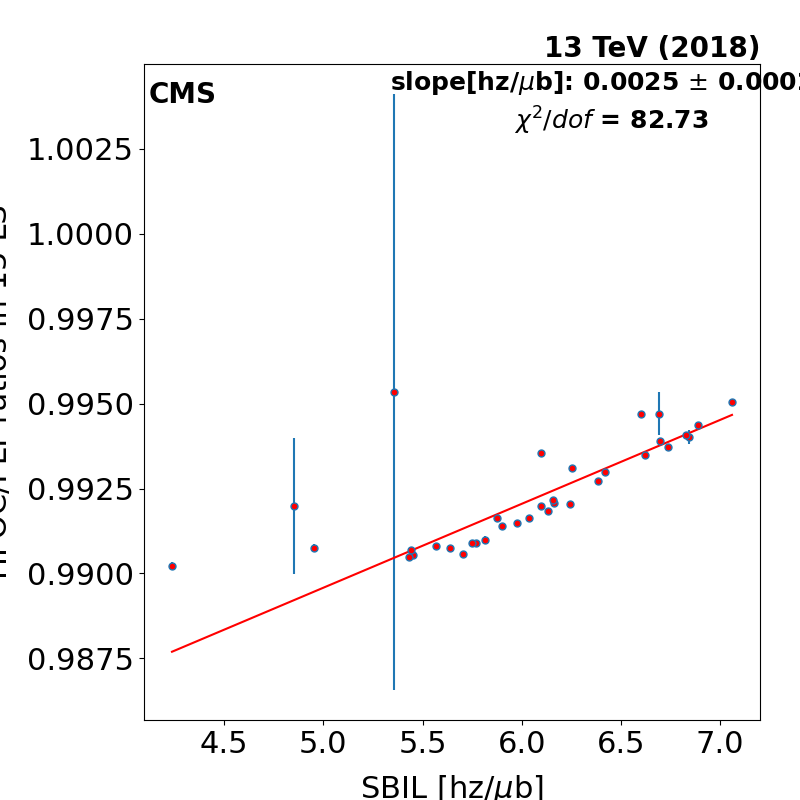 13 TeV (2018)
CMS
slope[hz/μb]: 0.0025 ± 0.000
χ²/dof = 82.73
1.0025
1.0000
0.9975
0.9950
0.9925
0.9900
0.9875
4.5 5.0 5.5 6.0 6.5 7.0
SBIL [hz/μb]